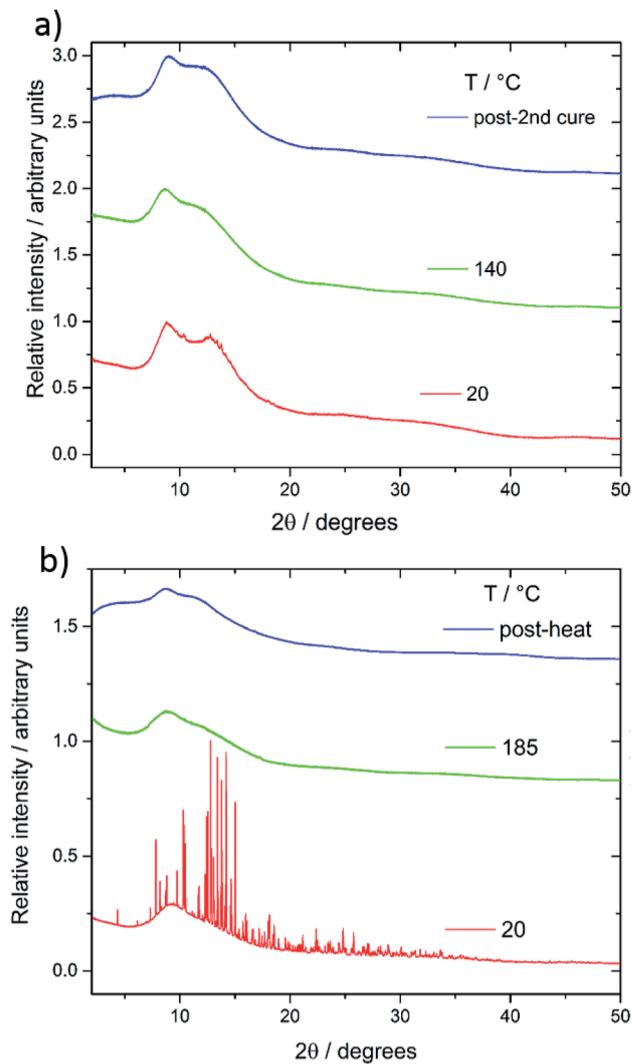 a)
Relative intensity / arbitrary units
3.0
2.5
2.0
1.5
1.0
0.5
0.0
T / °C
post-2nd cure
140
20
10 20 30 40 50
2θ / degrees
b)
Relative intensity / arbitrary units
1.5
1.0
0.5
0.0
T / °C
post-heat
185
20
10 20 30 40 50
2θ / degrees